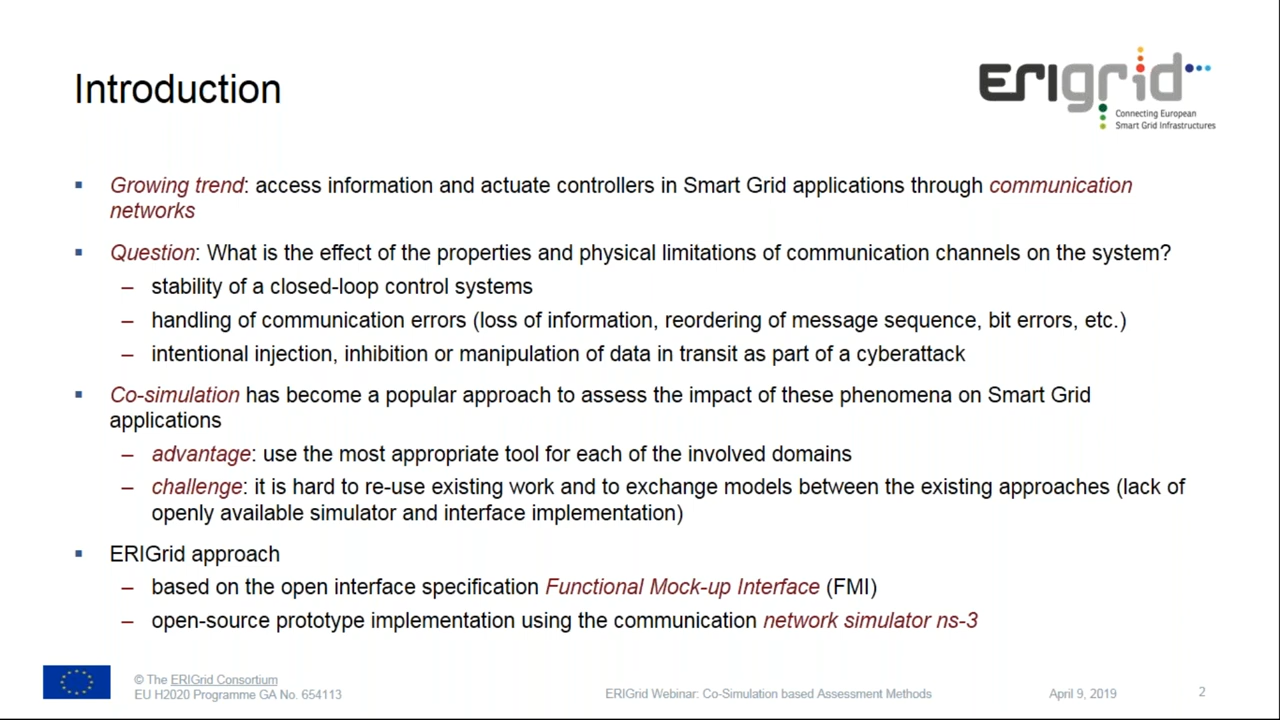 Introduction
ERIGrid
Connecting European
Smart Grid Infrastructures
▪ Growing trend: access information and actuate controllers in Smart Grid applications through communication
networks
▪ Question: What is the effect of the properties and physical limitations of communication channels on the system?
– stability of a closed-loop control systems
– handling of communication errors (loss of information, reordering of message sequence, bit errors, etc.)
– intentional injection, inhibition or manipulation of data in transit as part of a cyberattack
▪ Co-simulation has become a popular approach to assess the impact of these phenomena on Smart Grid
applications
– advantage: use the most appropriate tool for each of the involved domains
– challenge: it is hard to re-use existing work and to exchange models between the existing approaches (lack of
openly available simulator and interface implementation)
▪ ERIGrid approach
– based on the open interface specification Functional Mock-up Interface (FMI)
– open-source prototype implementation using the communication network simulator ns-3
© The ERIGrid Consortium
EU H2020 Programme GA No. 654113
ERIGrid Webinar: Co-Simulation based Assessment Methods
April 9, 2019
2